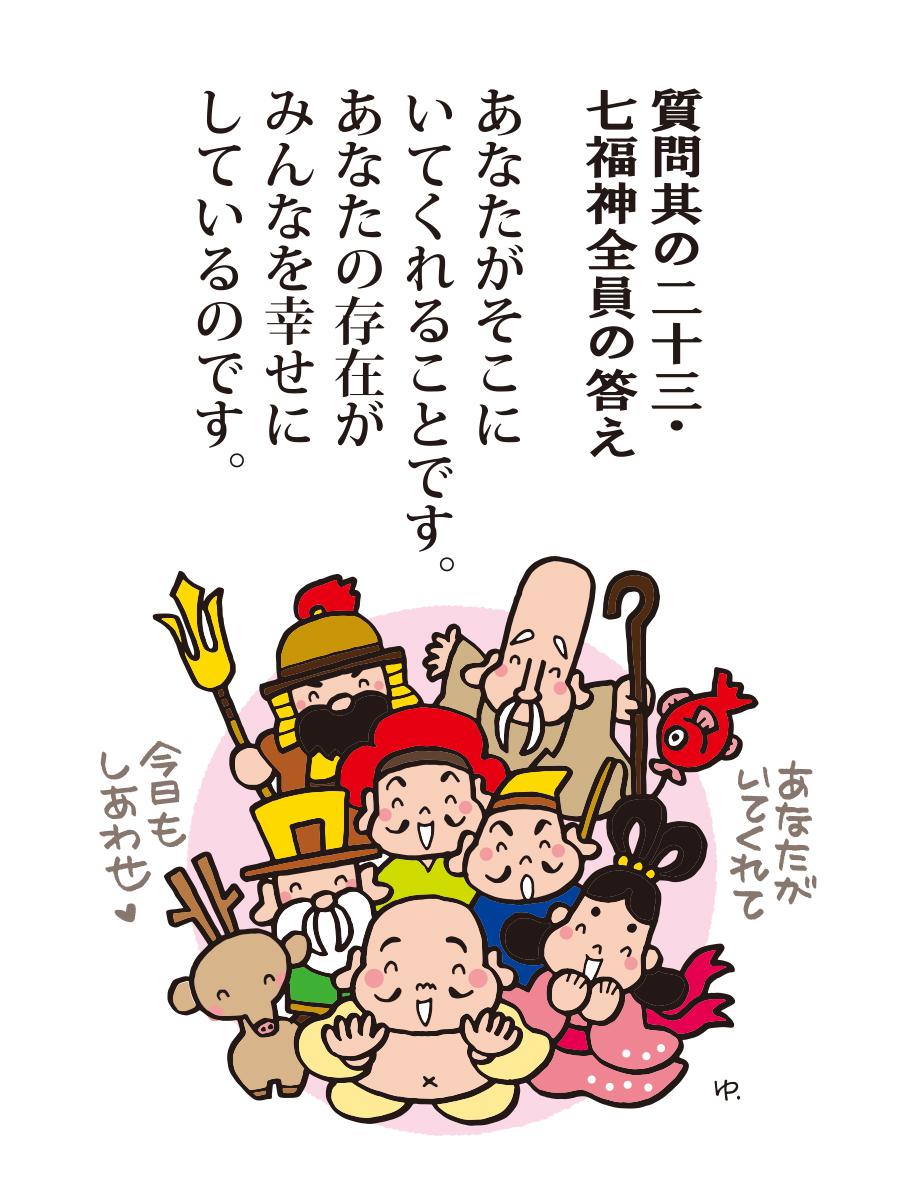 質問其の二十三・
七福神全員の答え
あなたがそこに
いてくれることです。
あなたの存在が
みんなを幸せに
しているのです。
あなたが
いてくれて
今日も
しあわせ♥
ゆ.